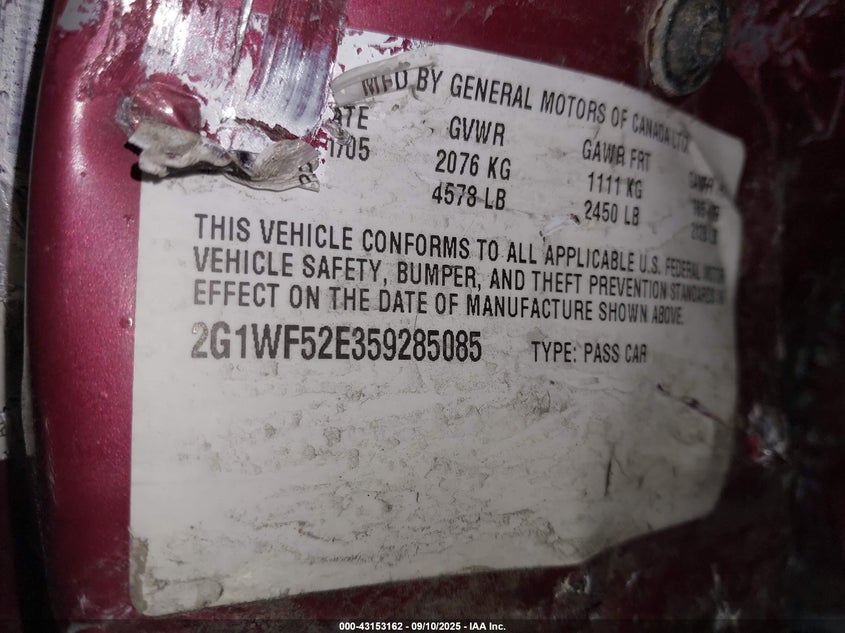 MFD BY GENERAL MOTORS OF CANADA LTD
ATE GVWR GAWR FRT
1/05 2076 KG 1111 KG
4578 LB 2450 LB
THIS VEHICLE CONFORMS TO ALL APPLICABLE U.S. FEDERAL MOTOR
VEHICLE SAFETY, BUMPER, AND THEFT PREVENTION STANDARDS IN
EFFECT ON THE DATE OF MANUFACTURE SHOWN ABOVE.
2G1WF52E359285085 TYPE: PASS CAR
000-43153162 - 09/10/2025 - IAA Inc.